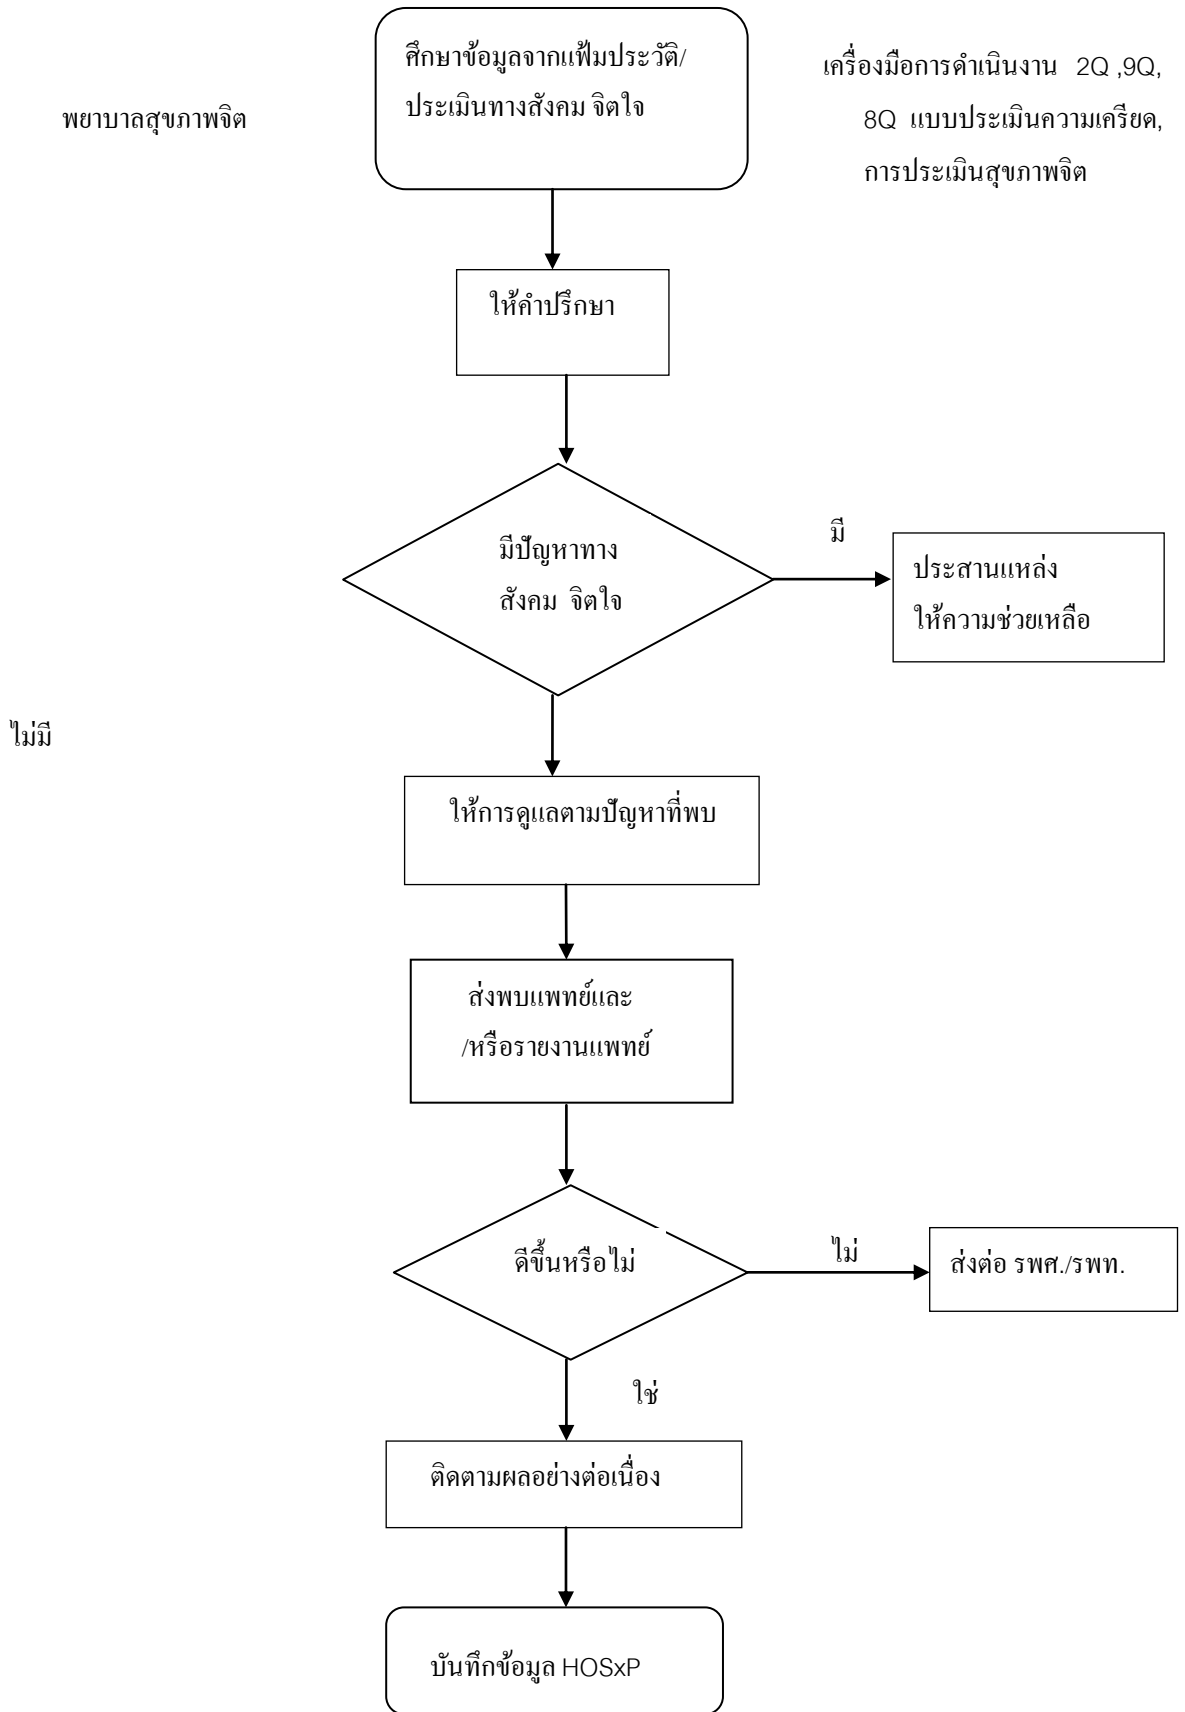 ศึกษาข้อมูลจากแฟ้มประวัติ/
ประเมินทางสังคม จิตใจ
พยาบาลสุขภาพจิต
เครื่องมือการดำเนินงาน 2Q ,9Q,
8Q แบบประเมินความเครียด,
การประเมินสุขภาพจิต
ให้คำปรึกษา
มีปัญหาทาง
สังคม จิตใจ
มี
ประสานแหล่ง
ให้ความช่วยเหลือ
ไม่มี
ให้การดูแลตามปัญหาที่พบ
ส่งพบแพทย์และ
/หรือรายงานแพทย์
ดีขึ้นหรือไม่
ไม่
ส่งต่อ รพศ./รพท.
ใช่
ติดตามผลอย่างต่อเนื่อง
บันทึกข้อมูล HOSxP